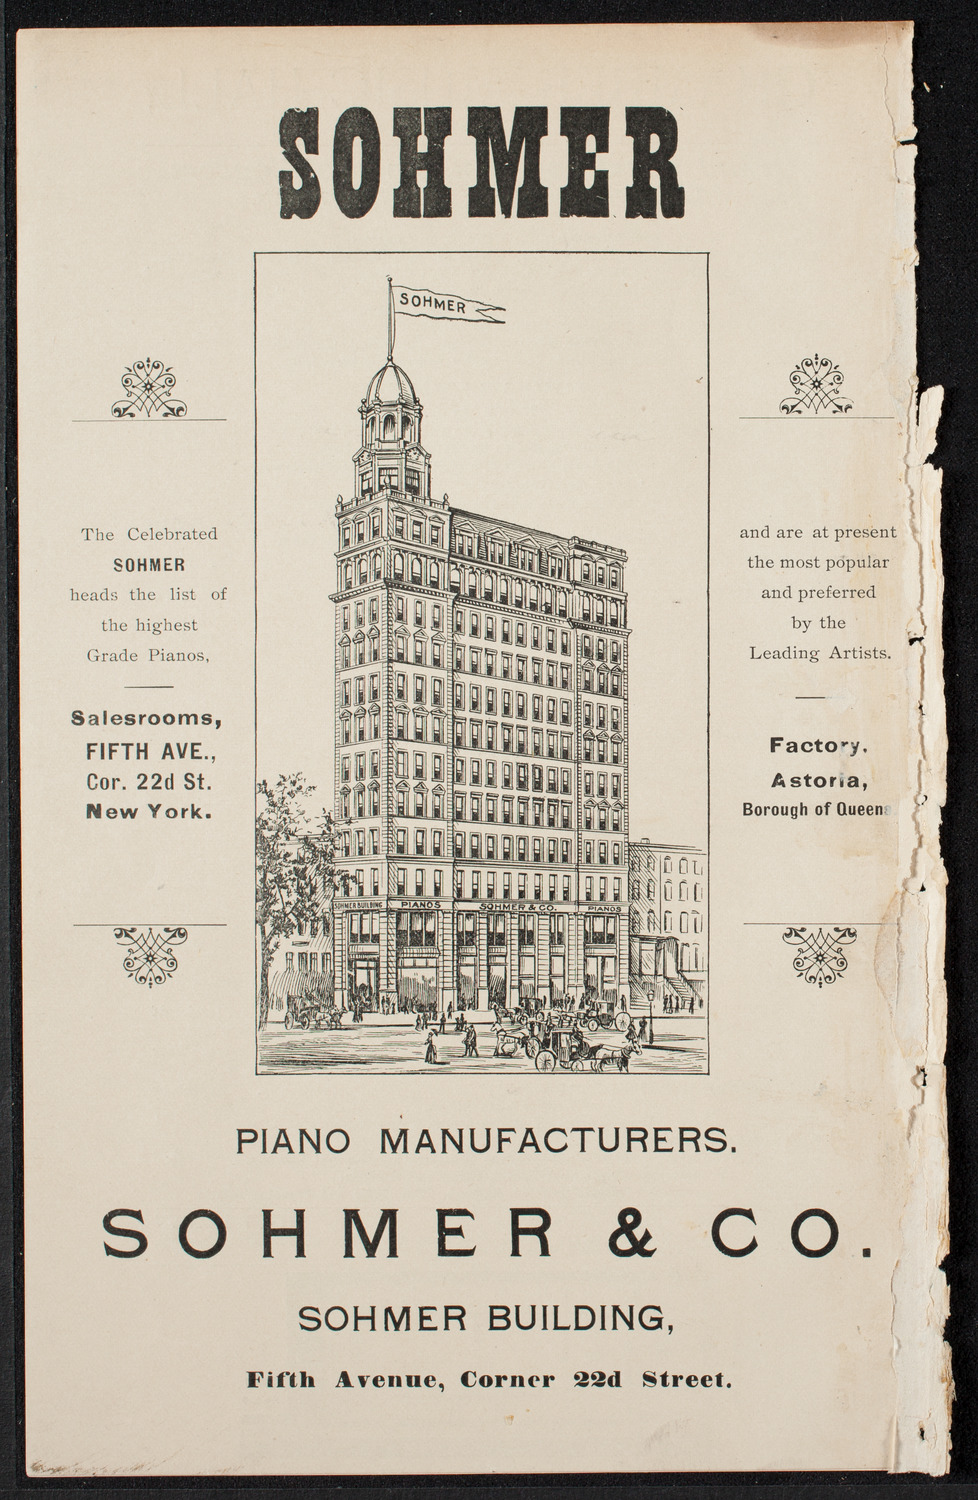 SOHMER
SOHMER
The Celebrated
SOHMER
heads the list of
the highest
Grade Pianos,
Salesrooms,
FIFTH AVE.,
Cor. 22d St.
New York.
and are at present
the most popular
and preferred
by the
Leading Artists.
Factory,
Astoria,
Borough of Queens
SOHMER BUILDING PIANOS SOHMER & CO. PIANOS
PIANO MANUFACTURERS.
SOHMER & CO.
SOHMER BUILDING,
Fifth Avenue, Corner 22d Street.